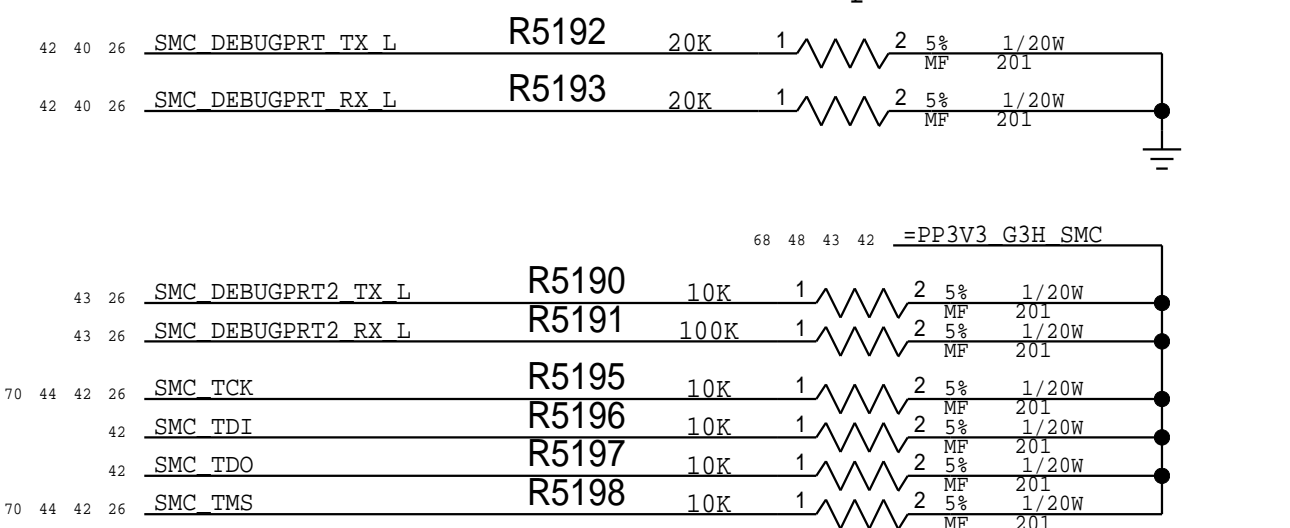 42 40 26 SMC_DEBUGPRT_TX_L R5192 20K 1 2 5% 1/20W
MF 201
42 40 26 SMC_DEBUGPRT_RX_L R5193 20K 1 2 5% 1/20W
MF 201
68 48 43 42 =PP3V3_G3H_SMC
43 26 SMC_DEBUGPRT2_TX_L R5190 10K 1 2 5% 1/20W
MF 201
43 26 SMC_DEBUGPRT2_RX_L R5191 100K 1 2 5% 1/20W
MF 201
70 44 42 26 SMC_TCK R5195 10K 1 2 5% 1/20W
MF 201
42 SMC_TDI R5196 10K 1 2 5% 1/20W
MF 201
42 SMC_TDO R5197 10K 1 2 5% 1/20W
MF 201
70 44 42 26 SMC_TMS R5198 10K 1 2 5% 1/20W
MF 201